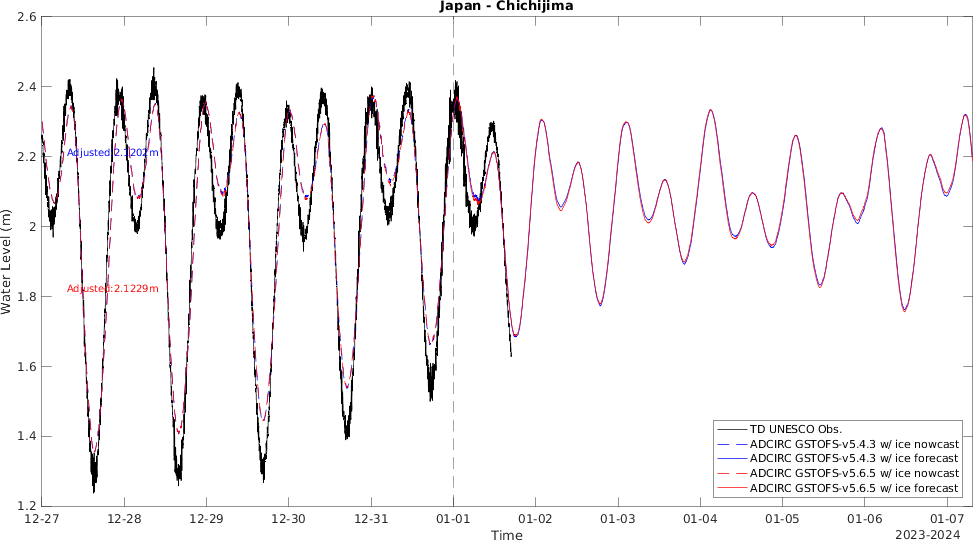 Japan - Chichijima
2.6
2.4
2.2
2
1.8
1.6
1.4
1.2
Water Level (m)
Adjusted:2.1202m
Adjusted:2.1229m
TD UNESCO Obs.
ADCIRC GSTOFS-v5.4.3 w/ ice nowcast
ADCIRC GSTOFS-v5.4.3 w/ ice forecast
ADCIRC GSTOFS-v5.6.5 w/ ice nowcast
ADCIRC GSTOFS-v5.6.5 w/ ice forecast
12-27 12-28 12-29 12-30 12-31 01-01 01-02 01-03 01-04 01-05 01-06 01-07
Time
2023-2024